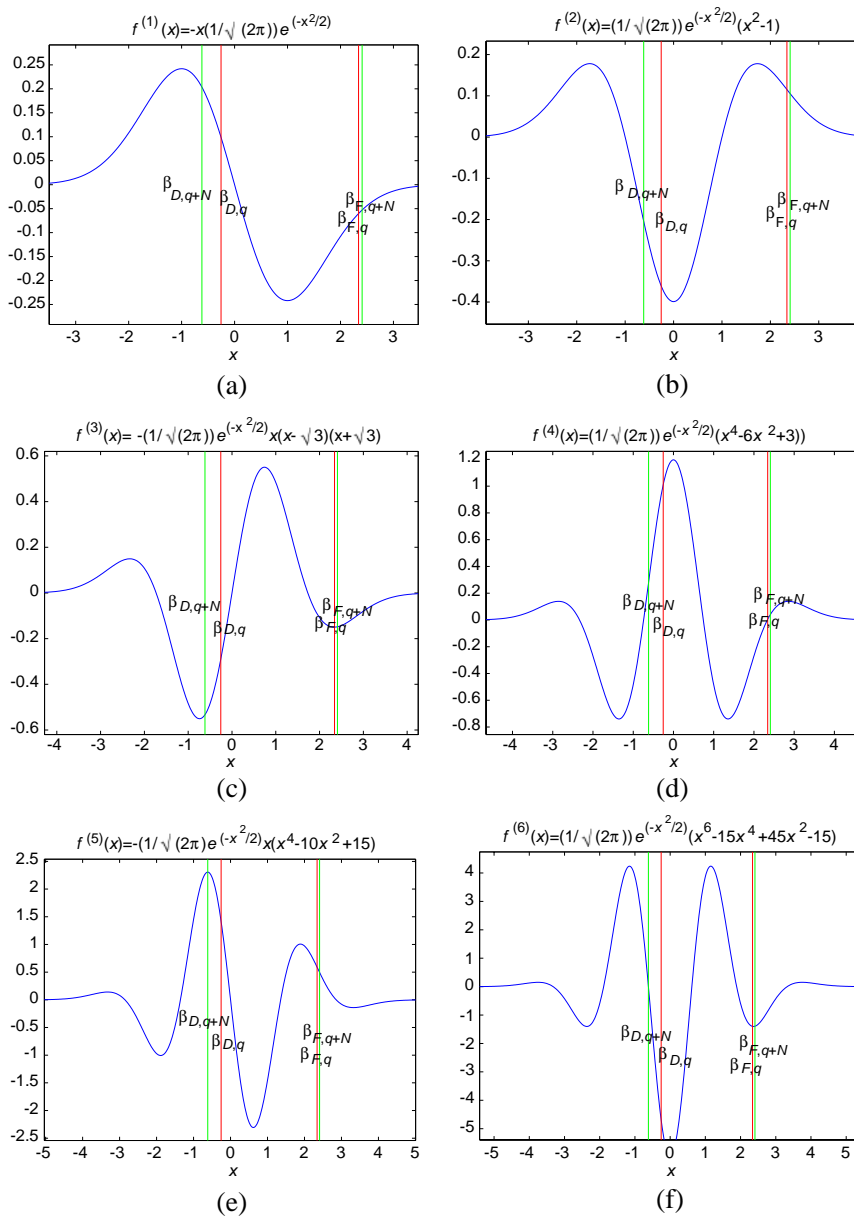 f (1)(x)=-x(1/√ (2π)) e(-x2/2)
0.25
0.2
0.15
0.1
0.05
0
-0.05
-0.1
-0.15
-0.2
-0.25
βD,q+N
βD,q
βF,q+N
βF,q
-3 -2 -1 0 1 2 3
x
(a)
f (2)(x)=(1/√ (2π)) e(-x2/2)(x2-1)
0.2
0.1
0
-0.1
-0.2
-0.3
-0.4
βD,q+N
βD,q
βF,q+N
βF,q
-3 -2 -1 0 1 2 3
x
(b)
f (3)(x)= -(1/√(2π)) e(-x2/2)x(x-√3)(x+√3)
0.6
0.4
0.2
0
-0.2
-0.4
-0.6
βD,q+N
βD,q
βF,q+N
βF,q
-4 -3 -2 -1 0 1 2 3 4
x
(c)
f (4)(x)=(1/√(2π)) e(-x2/2)(x4-6x2+3))
1.2
1
0.8
0.6
0.4
0.2
0
-0.2
-0.4
-0.6
-0.8
βD,q+N
βD,q
βF,q+N
βF,q
-4 -3 -2 -1 0 1 2 3 4
x
(d)
f (5)(x)=-(1/√(2π)e(-x2/2)x(x4-10x2+15)
2.5
2
1.5
1
0.5
0
-0.5
-1
-1.5
-2
-2.5
βD,q+N
βD,q
βF,q+N
βF,q
-5 -4 -3 -2 -1 0 1 2 3 4 5
x
(e)
f (6)(x)=(1/√(2π)) e(-x2/2)(x6-15x4+45x2-15)
4
3
2
1
0
-1
-2
-3
-4
-5
βD,q+N
βD,q
βF,q+N
βF,q
-5 -4 -3 -2 -1 0 1 2 3 4 5
x
(f)